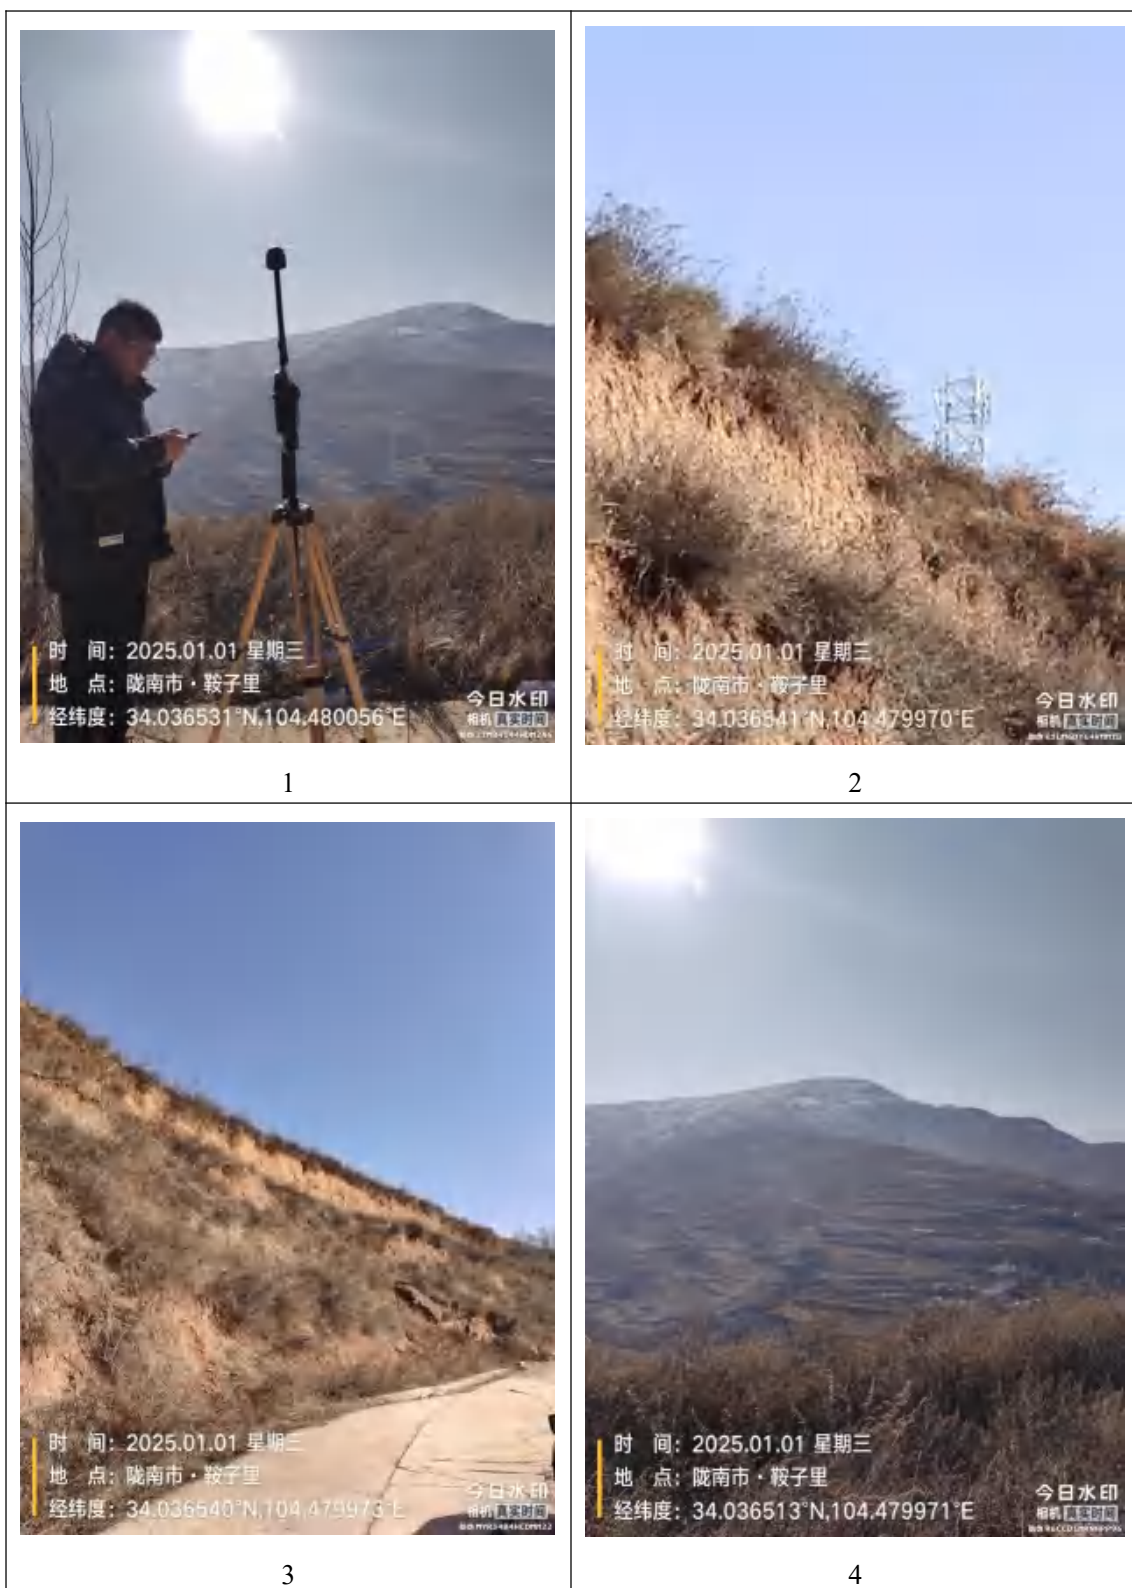 时 间：2025.01.01 星期三
地 点：陇南市·鞍子里
经纬度：34.036531°N,104.480056°E
今日水印
相机 真实时间
1
时 间：2025.01.01 星期三
地 点：陇南市·鞍子里
经纬度：34.036541°N,104.479970°E
今日水印
相机 真实时间
2
时 间：2025.01.01 星期三
地 点：陇南市·鞍子里
经纬度：34.036540°N,104.479973°E
今日水印
相机 真实时间
3
时 间：2025.01.01 星期三
地 点：陇南市·鞍子里
经纬度：34.036513°N,104.479971°E
今日水印
相机 真实时间
4